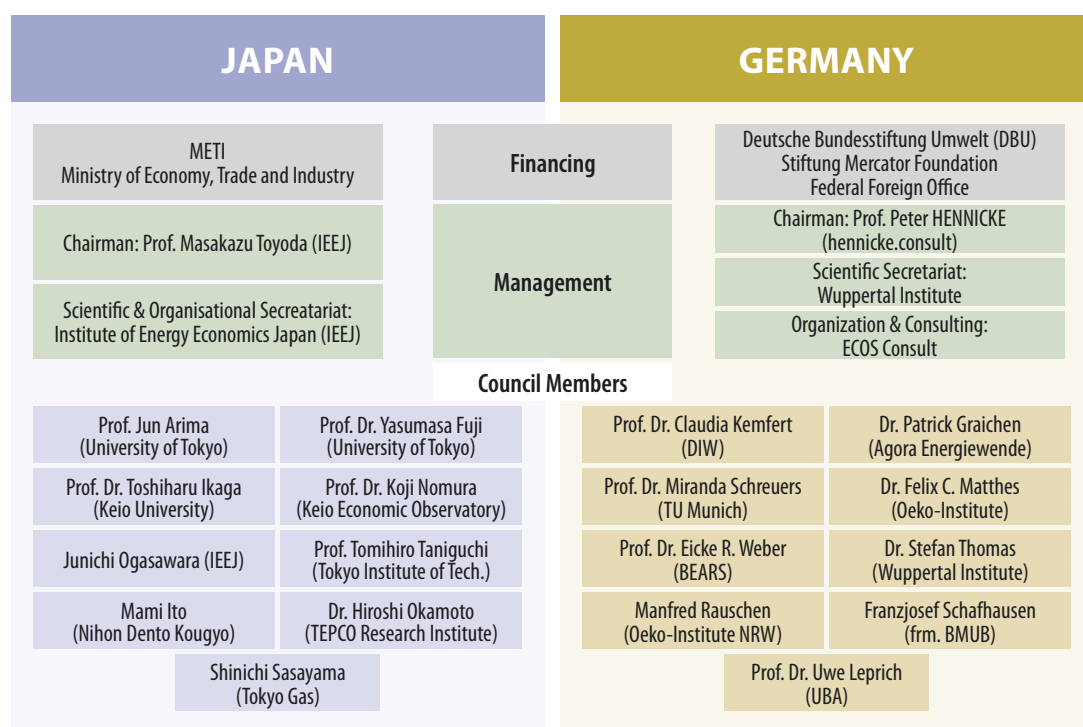 JAPAN
GERMANY
METI
Ministry of Economy, Trade and Industry
Financing
Deutsche Bundesstiftung Umwelt (DBU)
Stiftung Mercator Foundation
Federal Foreign Office
Chairman: Prof. Masakazu Toyoda (IEEJ)
Scientific & Organisational Secreatariat:
Institute of Energy Economics Japan (IEEJ)
Management
Chairman: Prof. Peter HENNICKE
(hennicke.consult)
Scientific Secretariat:
Wuppertal Institute
Organization & Consulting:
ECOS Consult
Council Members
Prof. Jun Arima
(University of Tokyo)
Prof. Dr. Yasumasa Fuji
(University of Tokyo)
Prof. Dr. Toshiharu Ikaga
(Keio University)
Prof. Dr. Koji Nomura
(Keio Economic Observatory)
Junichi Ogasawara (IEEJ)
Prof. Tomihiro Taniguchi
(Tokyo Institute of Tech.)
Mami Ito
(Nihon Dento Kougyo)
Dr. Hiroshi Okamoto
(TEPCO Research Institute)
Shinichi Sasayama
(Tokyo Gas)
Prof. Dr. Claudia Kemfert
(DIW)
Dr. Patrick Graichen
(Agora Energiewende)
Prof. Dr. Miranda Schreuers
(TU Munich)
Dr. Felix C. Matthes
(Oeko-Institute)
Prof. Dr. Eicke R. Weber
(BEARS)
Dr. Stefan Thomas
(Wuppertal Institute)
Manfred Rauschen
(Oeko-Institute NRW)
Franzjosef Schafhausen
(frm. BMUB)
Prof. Dr. Uwe Leprich
(UBA)